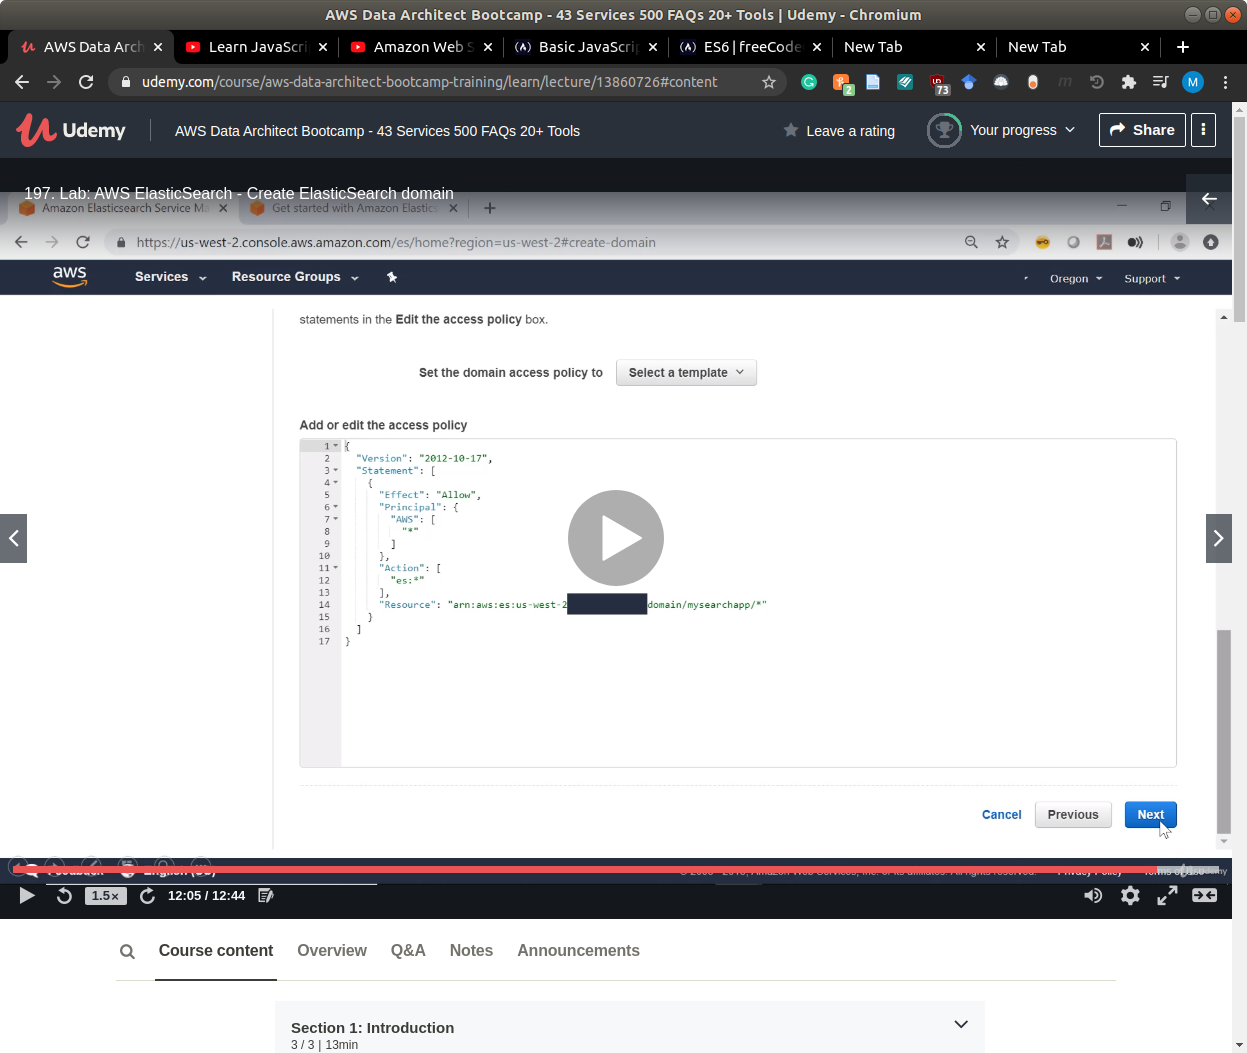 AWS Data Architect Bootcamp - 43 Services 500 FAQs 20+ Tools | Udemy - Chromium
AWS Data Arch
Learn JavaScri
Amazon Web S
Basic JavaScrip
ES6 | freeCode
New Tab
New Tab
udemy.com/course/aws-data-architect-bootcamp-training/learn/lecture/13860726#content
2
73
M
Udemy
AWS Data Architect Bootcamp - 43 Services 500 FAQs 20+ Tools
Leave a rating
Your progress
Share
197. Lab: AWS ElasticSearch - Create ElasticSearch domain
Amazon Elasticsearch Service Ma
Get started with Amazon Elastics
https://us-west-2.console.aws.amazon.com/es/home?region=us-west-2#create-domain
aws
Services
Resource Groups
Oregon
Support
statements in the Edit the access policy box.
Set the domain access policy to
Select a template
Add or edit the access policy
1 {
2 "Version": "2012-10-17",
3 "Statement": [
4 {
5 "Effect": "Allow",
6 "Principal": {
7 "AWS": [
8 "*"
9 ]
10 },
11 "Action": [
12 "es:*"
13 ],
14 "Resource": "arn:aws:es:us-west-2 domain/mysearchapp/*"
15 }
16 ]
17 }
Cancel
Previous
Next
1.5×
12:05 / 12:44
Course content
Overview
Q&A
Notes
Announcements
Section 1: Introduction
3 / 3 | 13min